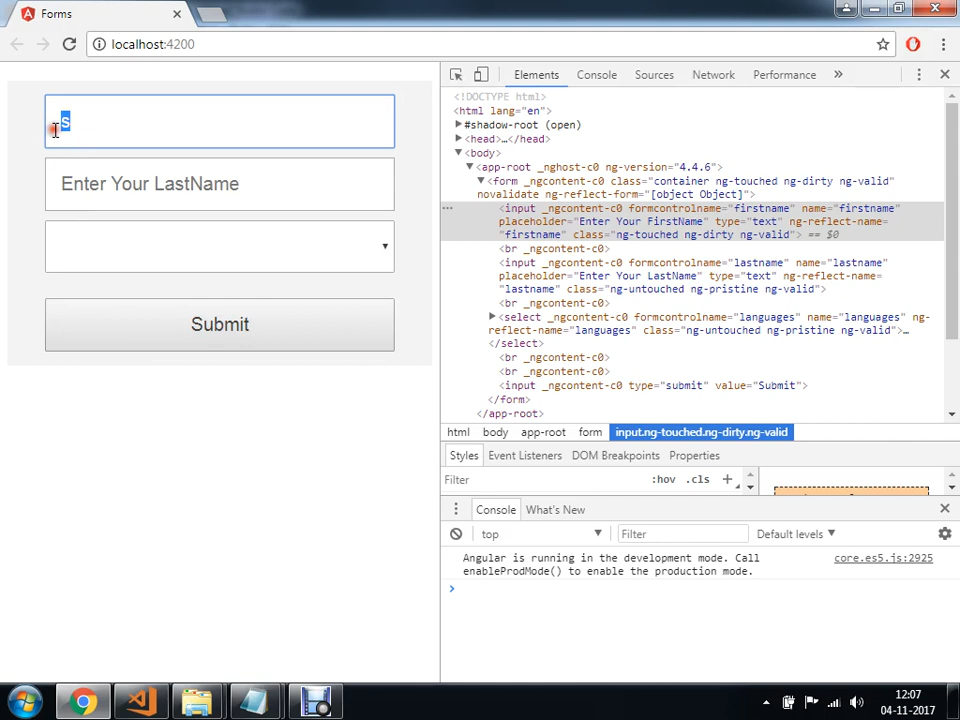 Forms
localhost:4200
s
Enter Your LastName
Submit
Elements Console Sources Network Performance »
<!DOCTYPE html>
<html lang="en">
#shadow-root (open)
<head>…</head>
<body>
<app-root _nghost-c0 ng-version="4.4.6">
<form _ngcontent-c0 class="container ng-touched ng-dirty ng-valid"
novalidate ng-reflect-form="[object Object]">
… <input _ngcontent-c0 formcontrolname="firstname" name="firstname"
placeholder="Enter Your FirstName" type="text" ng-reflect-name=
"firstname" class="ng-touched ng-dirty ng-valid"> == $0
<br _ngcontent-c0>
<input _ngcontent-c0 formcontrolname="lastname" name="lastname"
placeholder="Enter Your LastName" type="text" ng-reflect-name=
"lastname" class="ng-untouched ng-pristine ng-valid">
<br _ngcontent-c0>
<select _ngcontent-c0 formcontrolname="languages" name="languages" ng-
reflect-name="languages" class="ng-untouched ng-pristine ng-valid">…
</select>
<br _ngcontent-c0>
<br _ngcontent-c0>
<input _ngcontent-c0 type="submit" value="Submit">
</form>
</app-root>
html body app-root form input.ng-touched.ng-dirty.ng-valid
Styles Event Listeners DOM Breakpoints Properties
Filter :hov .cls +
Console What's New
top Filter Default levels
Angular is running in the development mode. Call core.es5.js:2925
enableProdMode() to enable the production mode.
12:07
04-11-2017